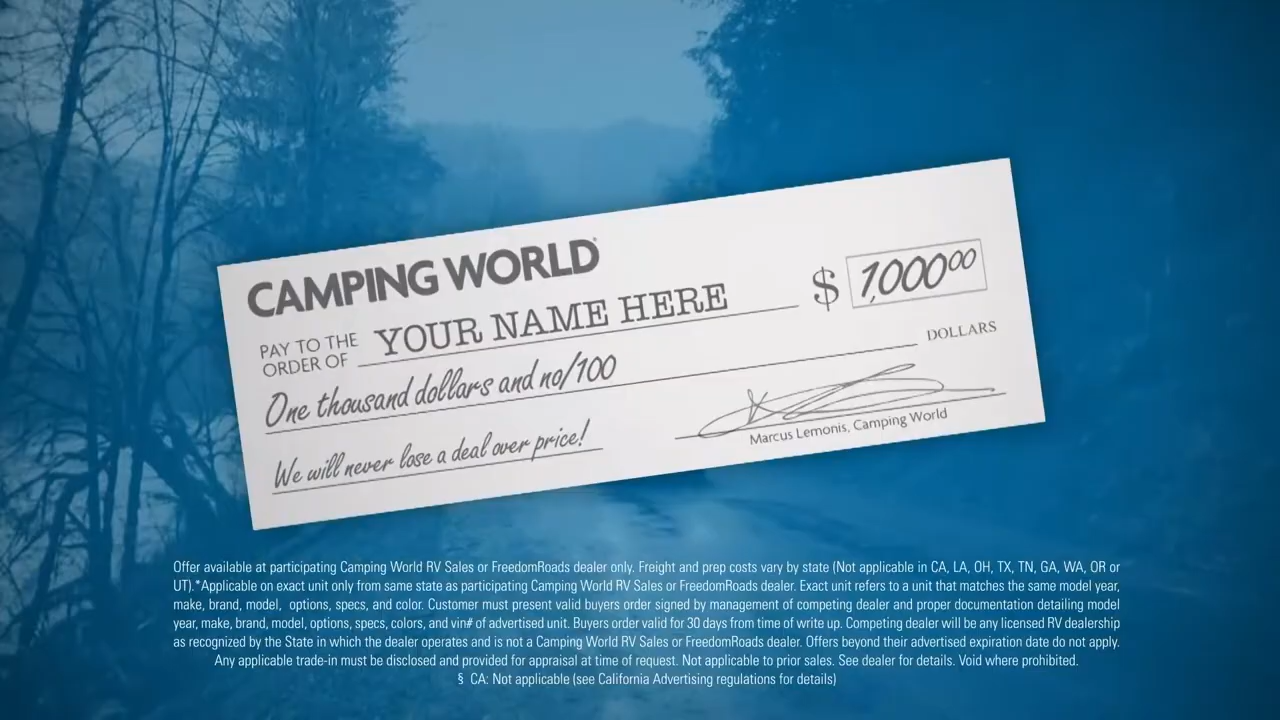 CAMPING WORLD
PAY TO THE ORDER OF YOUR NAME HERE $ 1,000.00
One thousand dollars and no/100 DOLLARS
We will never lose a deal over price!
Marcus Lemonis, Camping World
Offer available at participating Camping World RV Sales or FreedomRoads dealer only. Freight and prep costs vary by state (Not applicable in CA, LA, OH, TX, TN, GA, WA, OR or
UT).*Applicable on exact unit only from same state as participating Camping World RV Sales or FreedomRoads dealer. Exact unit refers to a unit that matches the same model year,
make, brand, model, options, specs, and color. Customer must present valid buyers order signed by management of competing dealer and proper documentation detailing model
year, make, brand, model, options, specs, colors, and vin# of advertised unit. Buyers order valid for 30 days from time of write up. Competing dealer will be any licensed RV dealership
as recognized by the State in which the dealer operates and is not a Camping World RV Sales or FreedomRoads dealer. Offers beyond their advertised expiration date do not apply.
Any applicable trade-in must be disclosed and provided for appraisal at time of request. Not applicable to prior sales. See dealer for details. Void where prohibited.
§ CA: Not applicable (see California Advertising regulations for details)